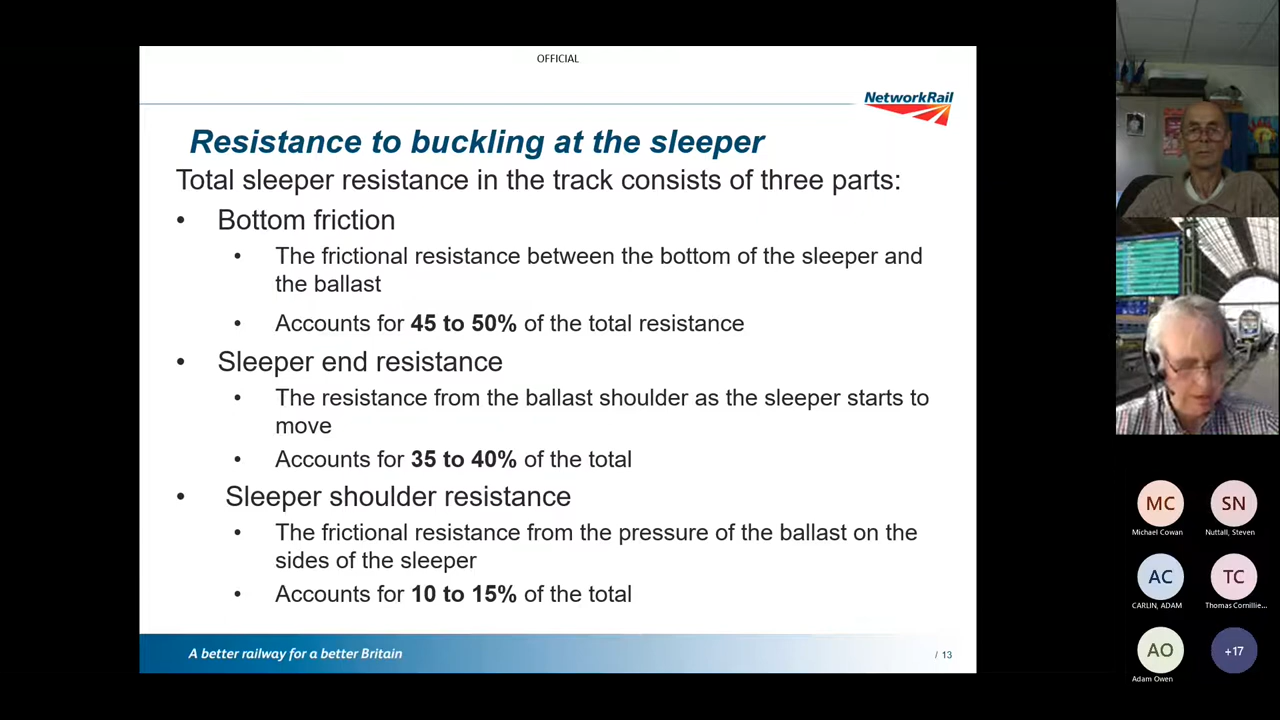 OFFICIAL
NetworkRail
Resistance to buckling at the sleeper
Total sleeper resistance in the track consists of three parts:
• Bottom friction
• The frictional resistance between the bottom of the sleeper and
the ballast
• Accounts for 45 to 50% of the total resistance
• Sleeper end resistance
• The resistance from the ballast shoulder as the sleeper starts to
move
• Accounts for 35 to 40% of the total
• Sleeper shoulder resistance
• The frictional resistance from the pressure of the ballast on the
sides of the sleeper
• Accounts for 10 to 15% of the total
A better railway for a better Britain
/ 13
MC
SN
Michael Cowan
Nuttall, Steven
AC
TC
CARLIN, ADAM
Thomas Cornillie...
AO
+17
Adam Owen